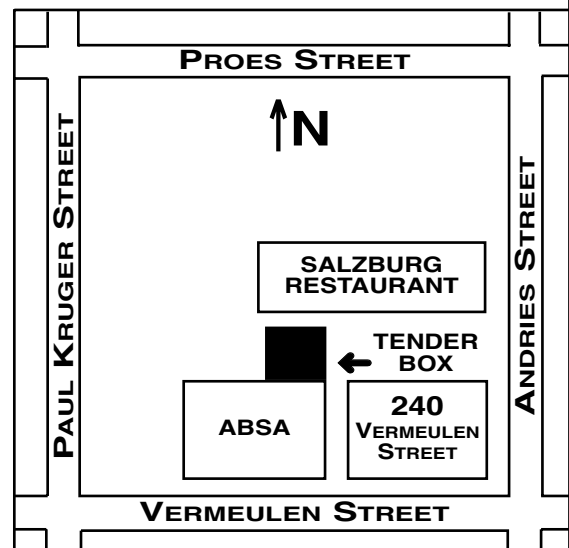 PROES STREET
N
PAUL KRUGER STREET
ANDRIES STREET
SALZBURG
RESTAURANT
TENDER
BOX
ABSA
240
VERMEULEN
STREET
VERMEULEN STREET